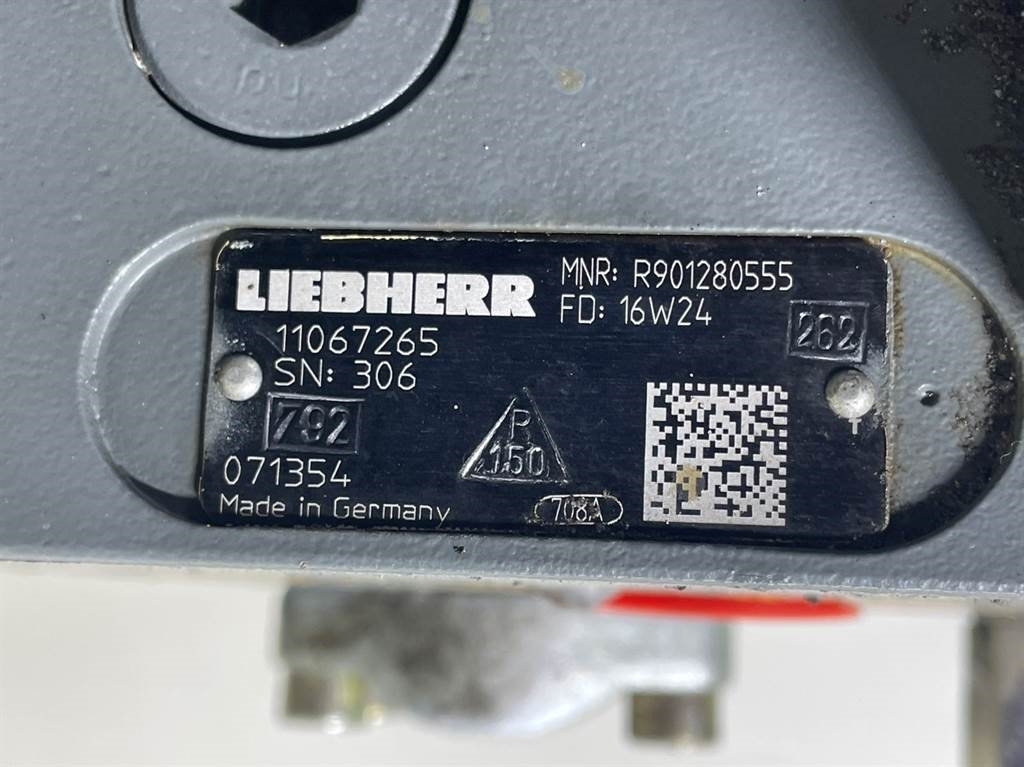 LIEBHERR
MNR: R901280555
FD: 16W24
11067265
262
SN: 306
792
P
150
071354
Made in Germany
708A